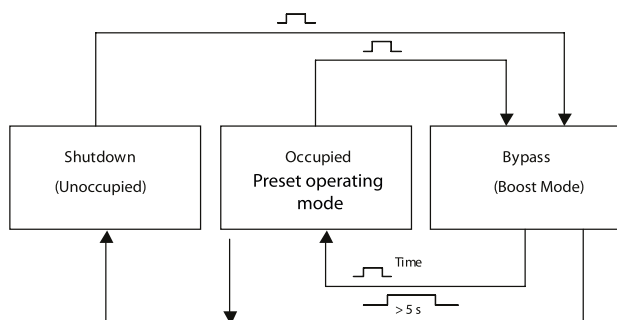 Shutdown
(Unoccupied)
Occupied
Preset operating
mode
Bypass
(Boost Mode)
Time
> 5 s